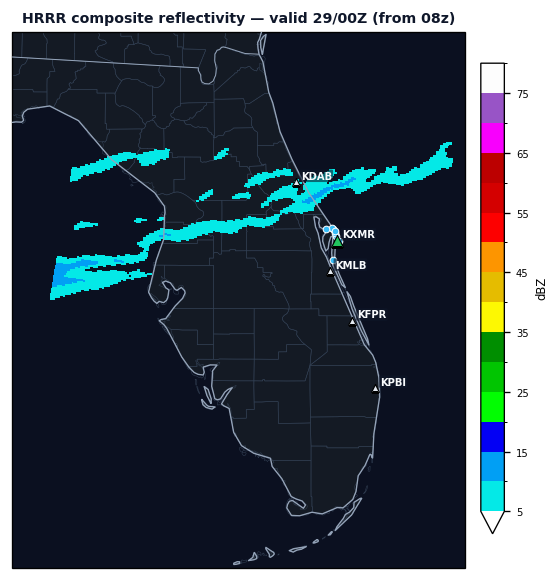 HRRR composite reflectivity — valid 29/00Z (from 08z)
KDAB
KXMR
KMLB
KFPR
KPBI
75
65
55
45
35
25
15
5
dBZ